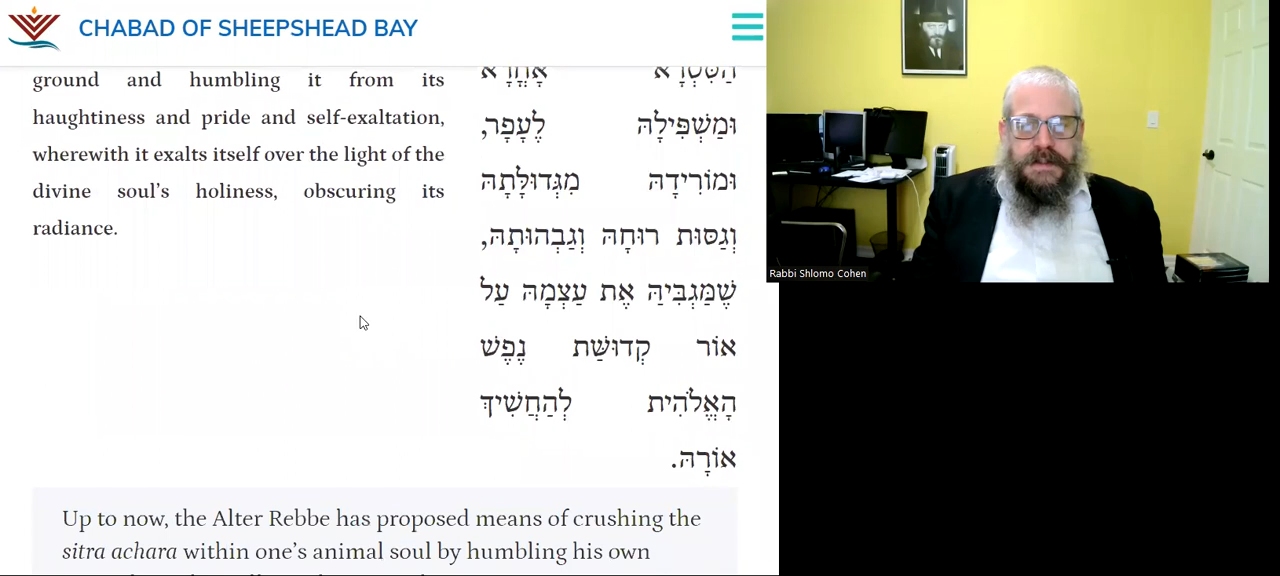 CHABAD OF SHEEPSHEAD BAY
ground and humbling it from its
haughtiness and pride and self-exaltation,
wherewith it exalts itself over the light of the
divine soul's holiness, obscuring its
radiance.
הַסִּטְרָא אָחֳרָא
וּמַשְׁפִּילָהּ לֶעָפָר,
וּמוֹרִידָהּ מִגְּדוּלָּתָהּ
וְגַסּוּת רוּחָהּ וְגַבְהוּתָהּ,
שֶׁמַּגְבִּיהַּ אֶת עַצְמָהּ עַל
אוֹר קְדוּשַּׁת נֶפֶשׁ
הָאֱלֹהִית לְהַחֲשִׁיךְ
אוֹרָהּ.
Up to now, the Alter Rebbe has proposed means of crushing the
sitra achara within one's animal soul by humbling his own
Rabbi Shlomo Cohen